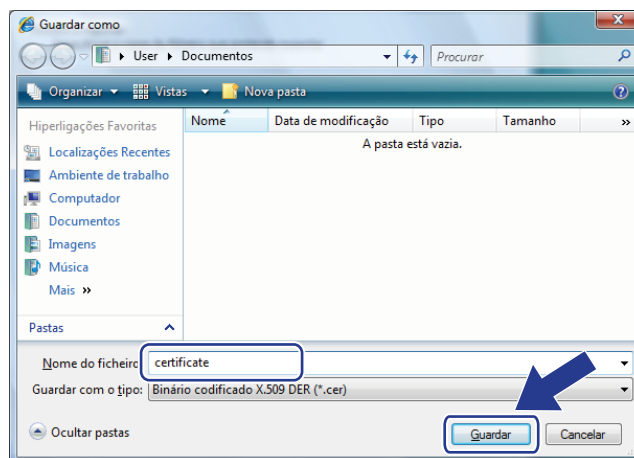 Guardar como
User Documentos Procurar
Organizar Vistas Nova pasta
Hiperligações Favoritas
Nome Data de modificação Tipo Tamanho »
A pasta está vazia.
Localizações Recentes
Ambiente de trabalho
Computador
Documentos
Imagens
Música
Mais »
Pastas
Nome do ficheiro certificate
Guardar com o tipo: Binário codificado X.509 DER (*.cer)
Ocultar pastas Guardar Cancelar